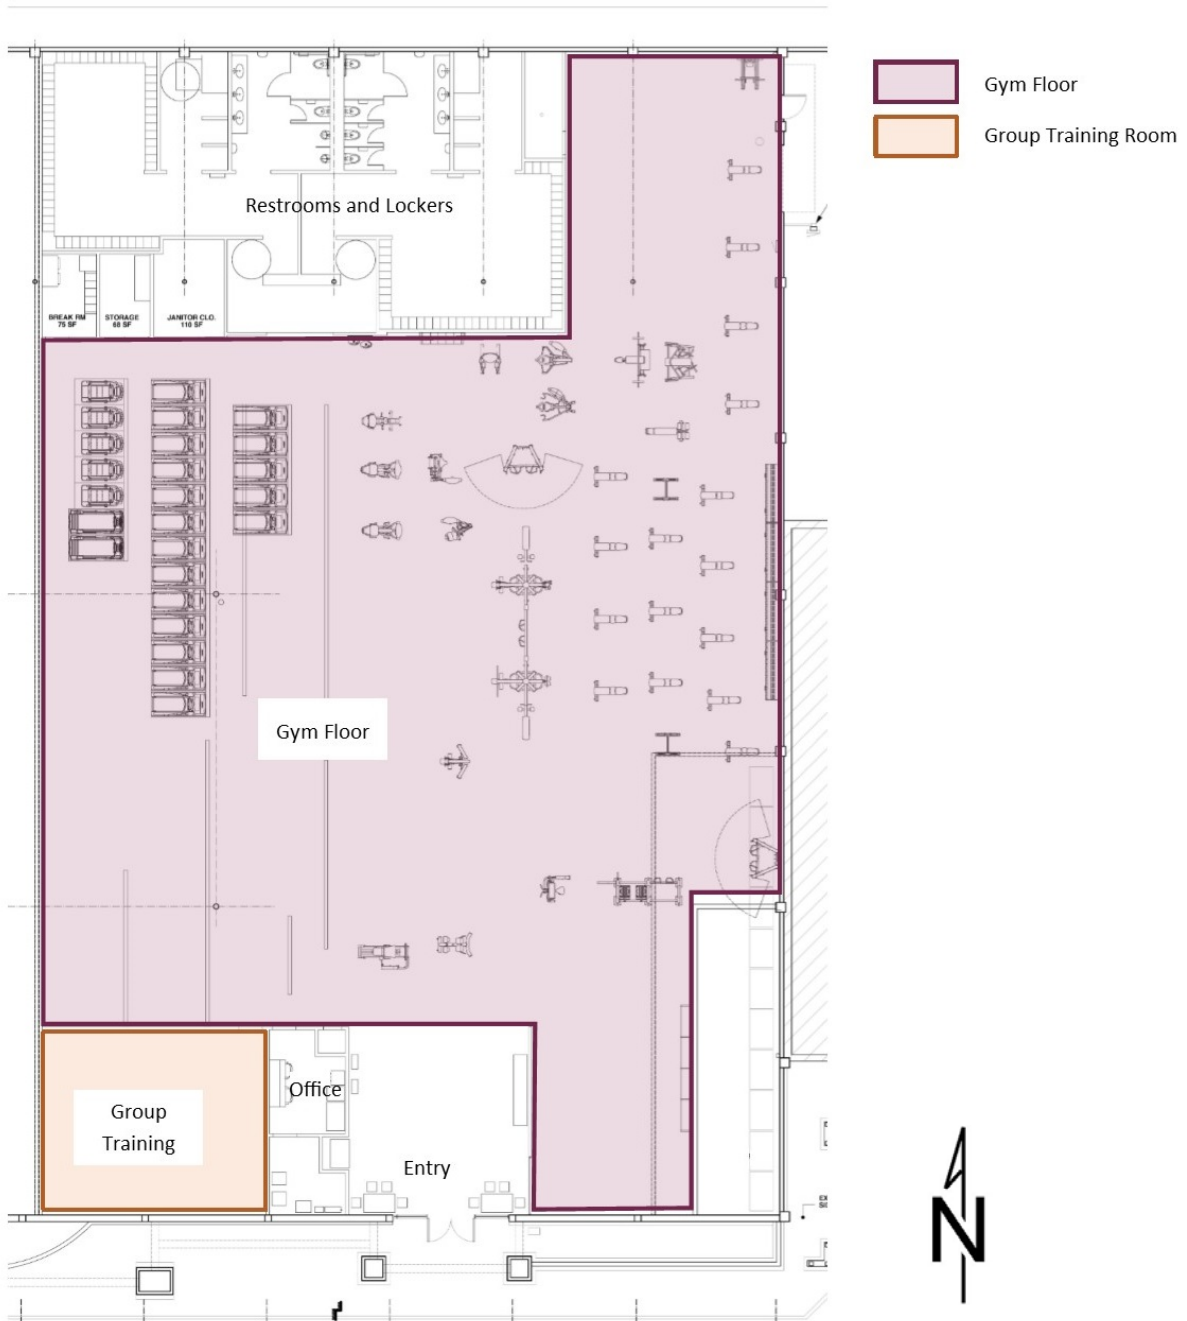 Gym Floor
Group Training Room
Restrooms and Lockers
BREAK RM
75 SF
STORAGE
68 SF
JANITOR CLO.
110 SF
Gym Floor
Group
Training
Office
Entry
N